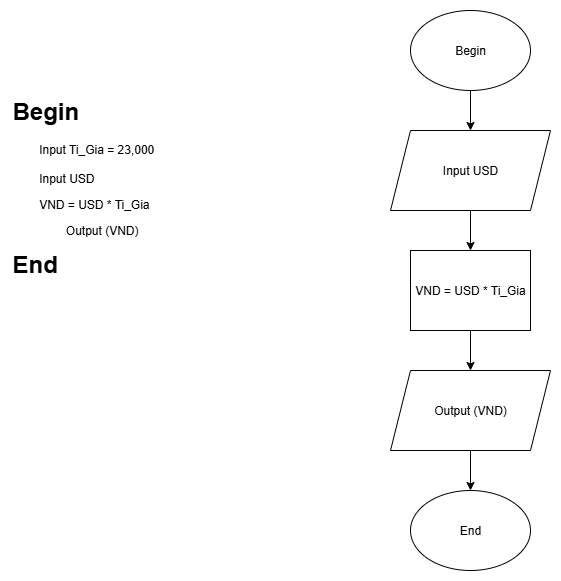 Begin
Input Ti_Gia = 23,000
Input USD
VND = USD * Ti_Gia
Output (VND)
End
Begin
Input USD
VND = USD * Ti_Gia
Output (VND)
End